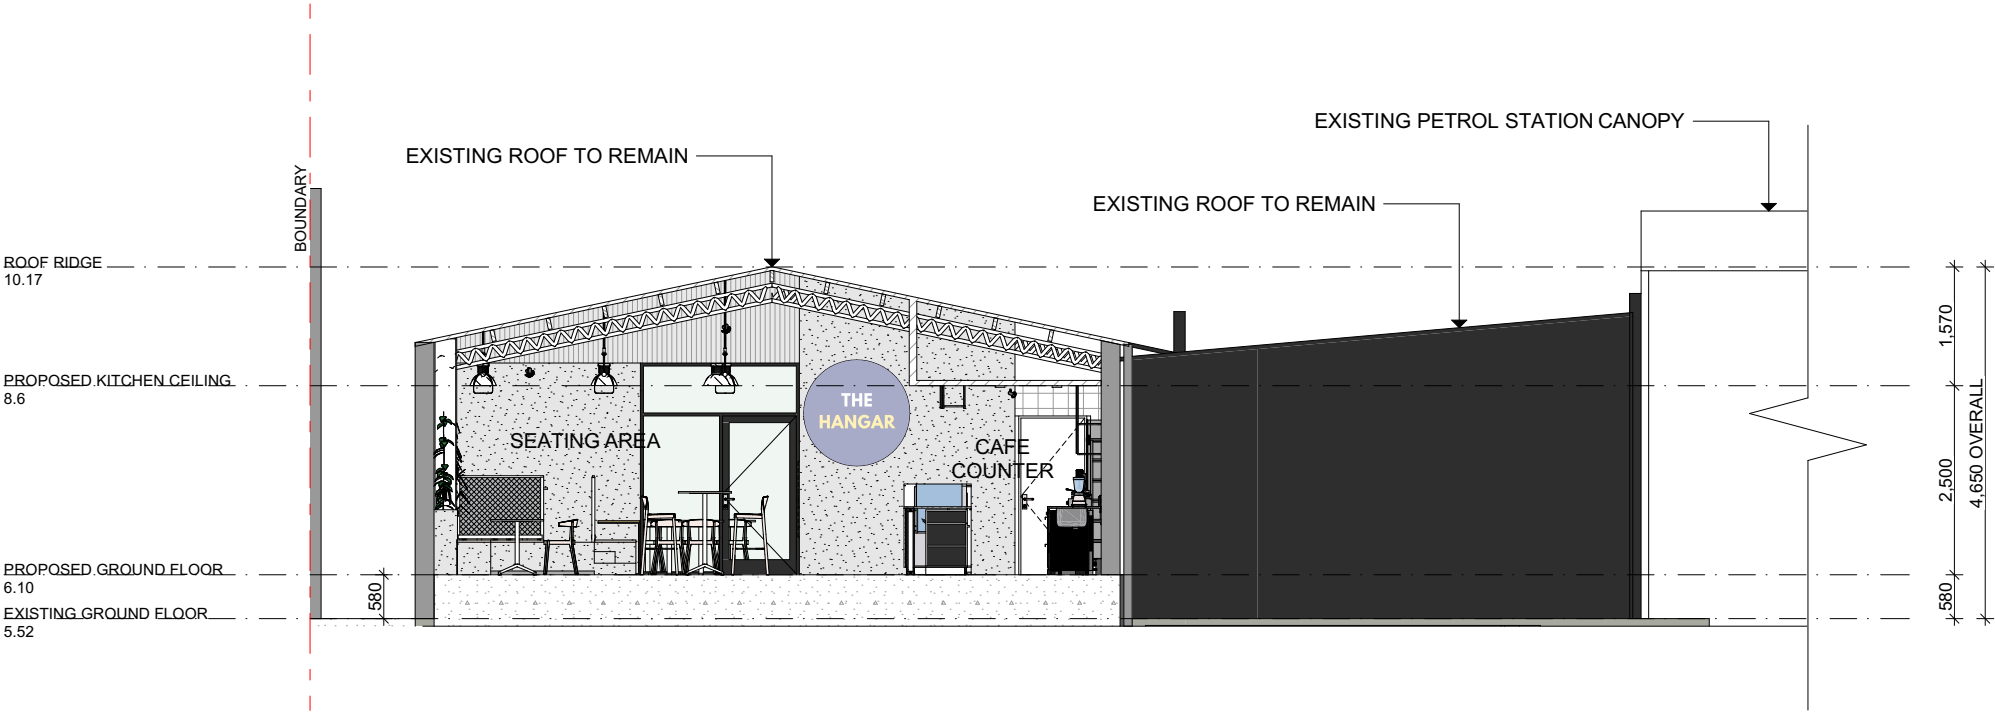 EXISTING PETROL STATION CANOPY
EXISTING ROOF TO REMAIN
EXISTING ROOF TO REMAIN
BOUNDARY
ROOF RIDGE
10.17
1,570
PROPOSED KITCHEN CEILING
8.6
THE
HANGAR
SEATING AREA
CAFE
COUNTER
2,500
4,650 OVERALL
PROPOSED GROUND FLOOR
6.10
580
580
EXISTING GROUND FLOOR
5.52